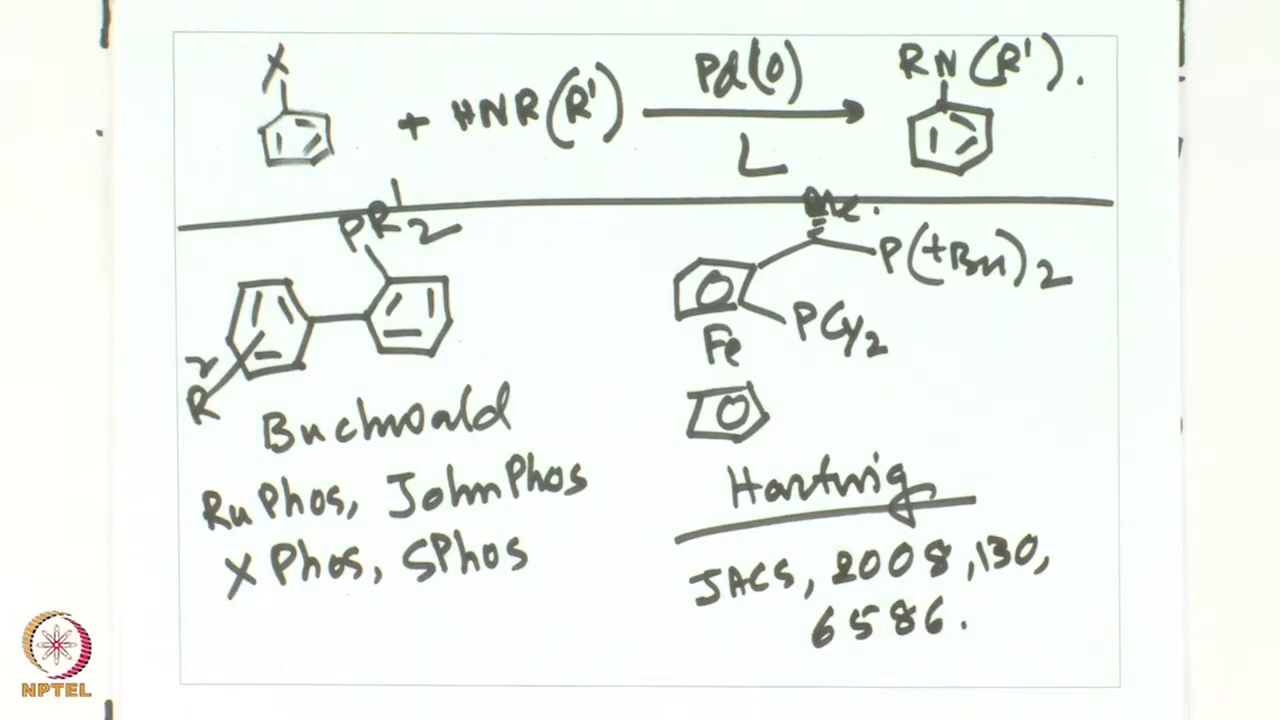 X
+ HNR(R') Pd(0) RN(R').
L
PR'2
R2
Me.
P(tBu)2
PCy2
Fe
Buchwald
RuPhos, JohnPhos
XPhos, SPhos
Hartwig
JACS, 2008, 130,
6586.
NPTEL